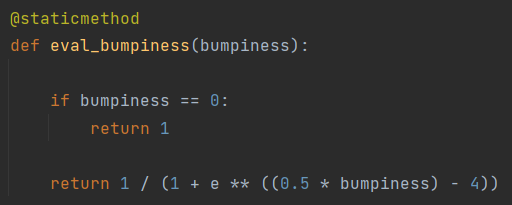 @staticmethod
def eval_bumpiness(bumpiness):
if bumpiness == 0:
return 1
return 1 / (1 + e ** ((0.5 * bumpiness) - 4))